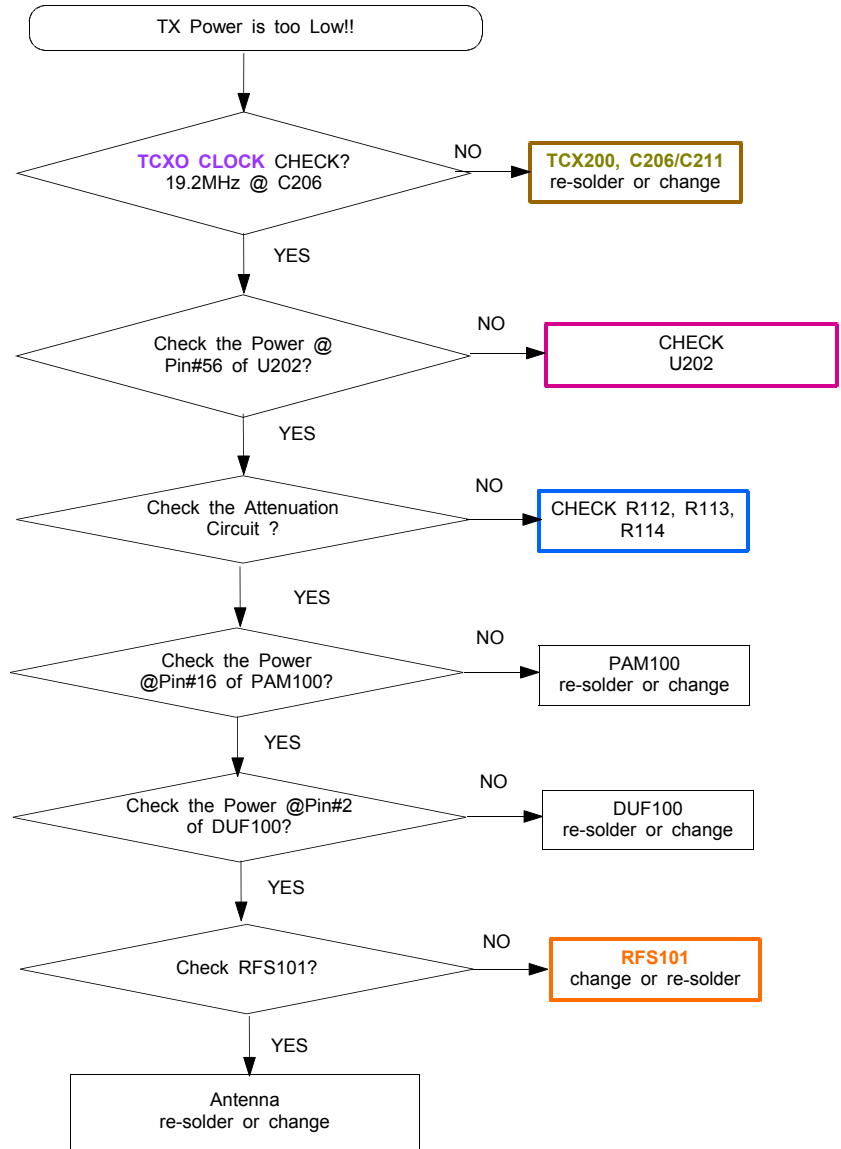 TX Power is too Low!!
TCXO CLOCK CHECK?
19.2MHz @ C206
NO
TCX200, C206/C211
re-solder or change
YES
Check the Power @
Pin#56 of U202?
NO
CHECK
U202
YES
Check the Attenuation
Circuit ?
NO
CHECK R112, R113,
R114
YES
Check the Power
@Pin#16 of PAM100?
NO
PAM100
re-solder or change
YES
Check the Power @Pin#2
of DUF100?
NO
DUF100
re-solder or change
YES
Check RFS101?
NO
RFS101
change or re-solder
YES
Antenna
re-solder or change